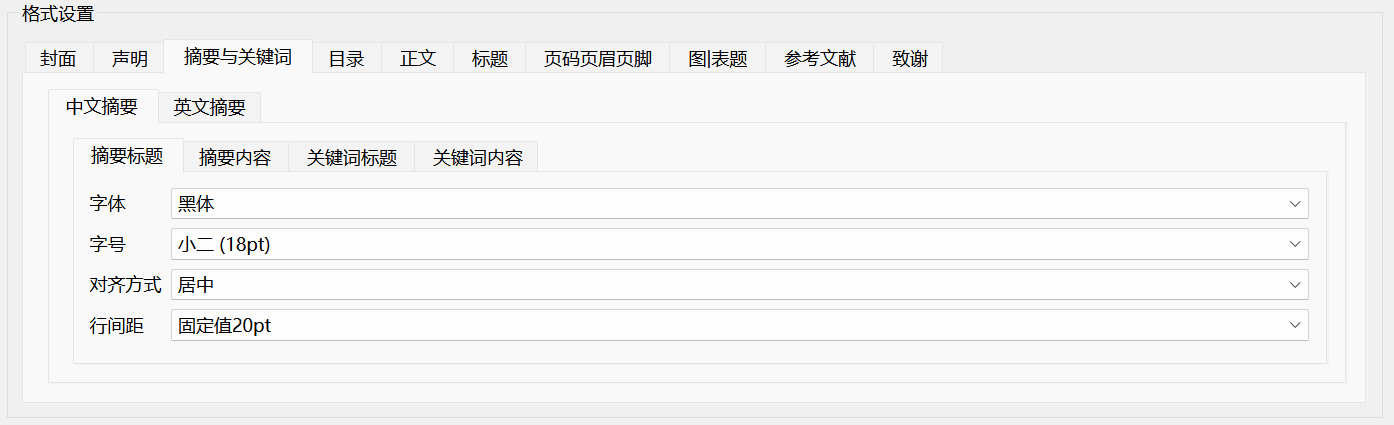 格式设置
封面 声明 摘要与关键词 目录 正文 标题 页码页眉页脚 图|表题 参考文献 致谢
中文摘要 英文摘要
摘要标题 摘要内容 关键词标题 关键词内容
字体 黑体
字号 小二 (18pt)
对齐方式 居中
行间距 固定值20pt